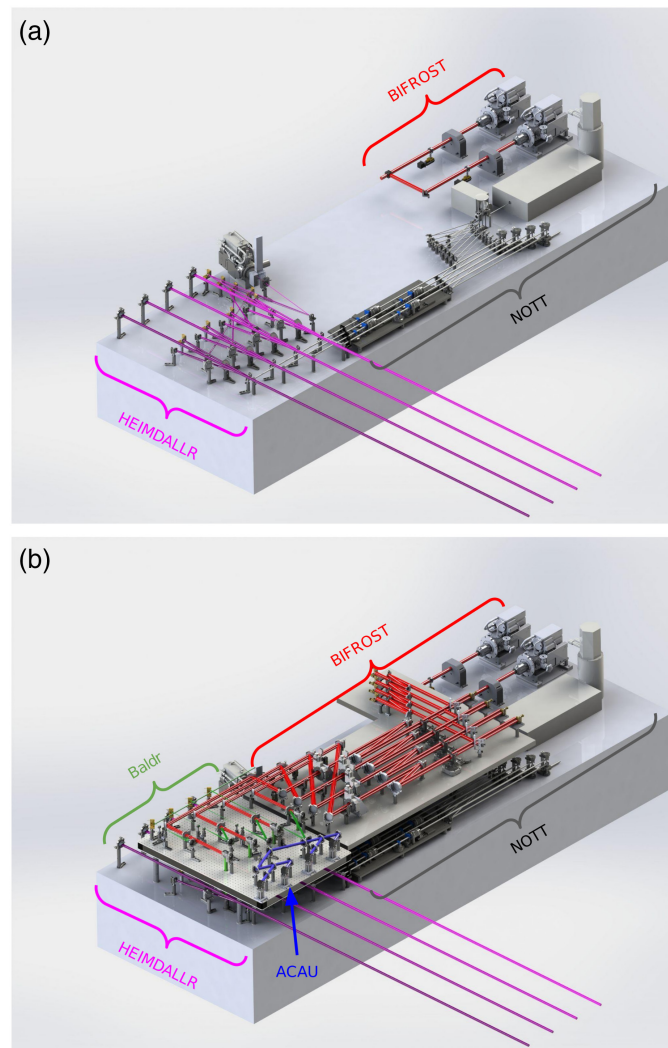 (a)
BIFROST
NOTT
HEIMDALLR
(b)
BIFROST
Baldr
NOTT
HEIMDALLR
ACAU